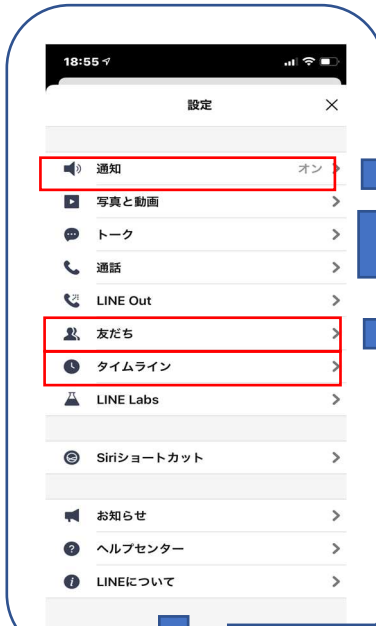 18:55
設定
通知 オン
写真と動画
トーク
通話
LINE Out
友だち
タイムライン
LINE Labs
Siriショートカット
お知らせ
ヘルプセンター
LINEについて